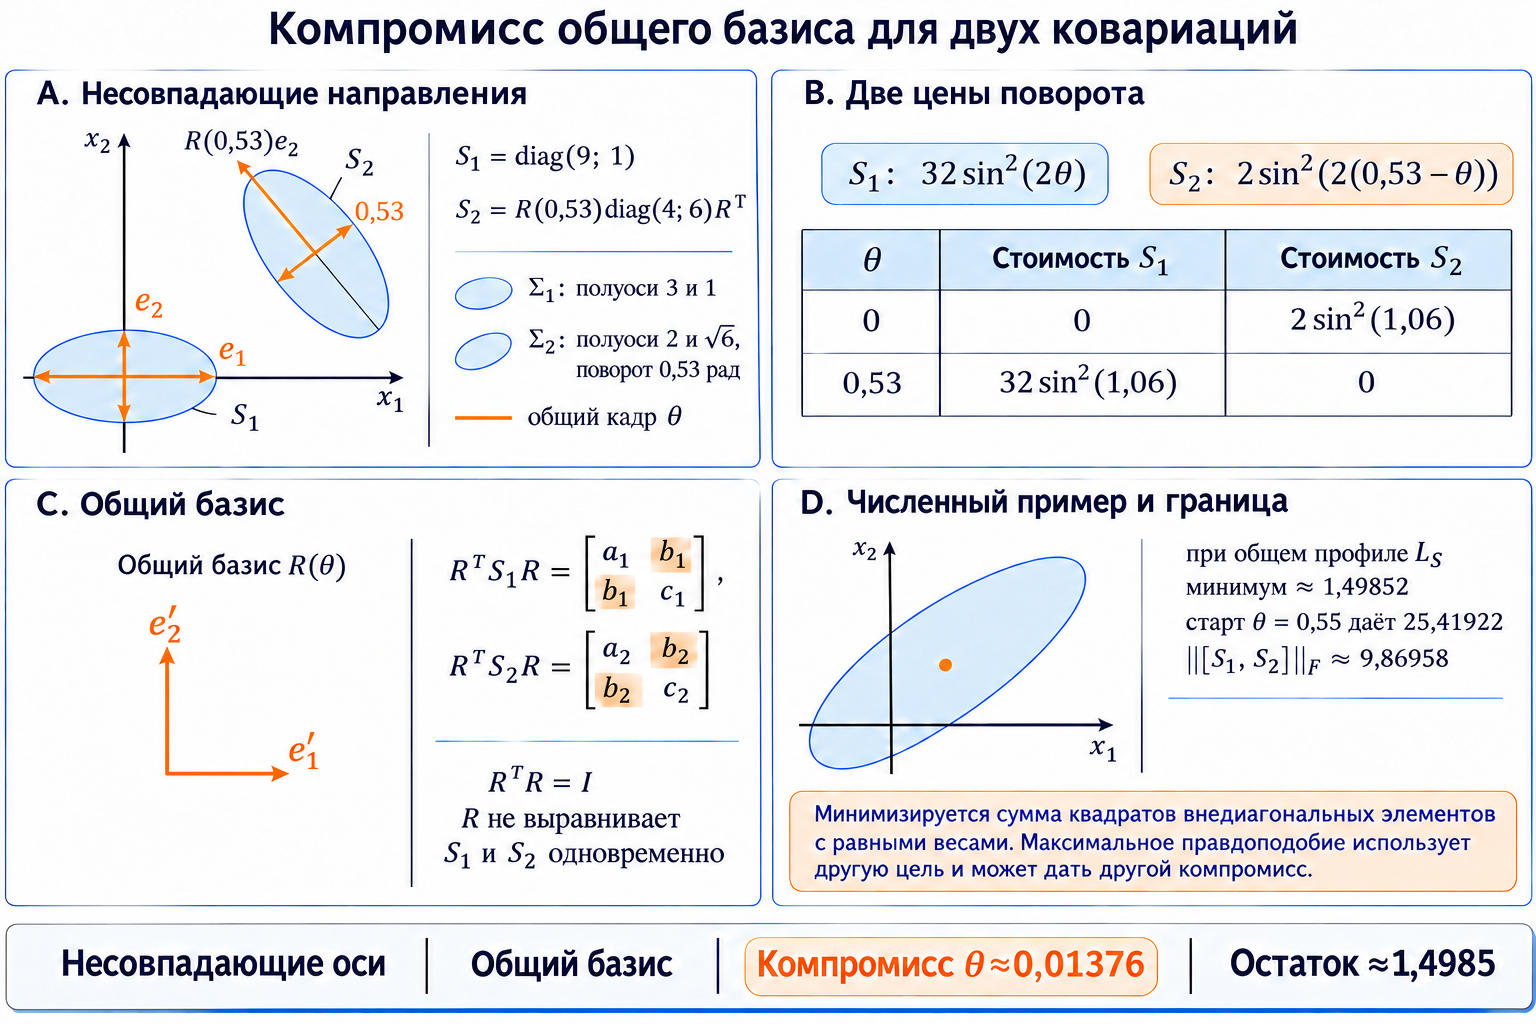 Компромисс общего базиса для двух ковариаций
A. Несовпадающие направления
x₂
R(0,53)e₂
S₂
0,53
e₂
e₁
x₁
S₁
S₁ = diag(9; 1)
S₂ = R(0,53)diag(4; 6)Rᵀ
Σ₁: полуоси 3 и 1
Σ₂: полуоси 2 и √6,
поворот 0,53 рад
общий кадр θ
B. Две цены поворота
S₁: 32 sin²(2θ)
S₂: 2 sin²(2(0,53 − θ))
θ Стоимость S₁ Стоимость S₂
0 0 2 sin²(1,06)
0,53 32 sin²(1,06) 0
C. Общий базис
Общий базис R(θ)
e′₂
e′₁
RᵀS₁R = [a₁ b₁
b₁ c₁],
RᵀS₂R = [a₂ b₂
b₂ c₂]
RᵀR = I
R не выравнивает
S₁ и S₂ одновременно
D. Численный пример и граница
x₂
x₁
при общем профиле L_S
минимум ≈ 1,49852
старт θ = 0,55 даёт 25,41922
||[S₁, S₂]||_F ≈ 9,86958
Минимизируется сумма квадратов внедиагональных элементов
с равными весами. Максимальное правдоподобие использует
другую цель и может дать другой компромисс.
Несовпадающие оси
Общий базис
Компромисс θ≈0,01376
Остаток ≈1,4985